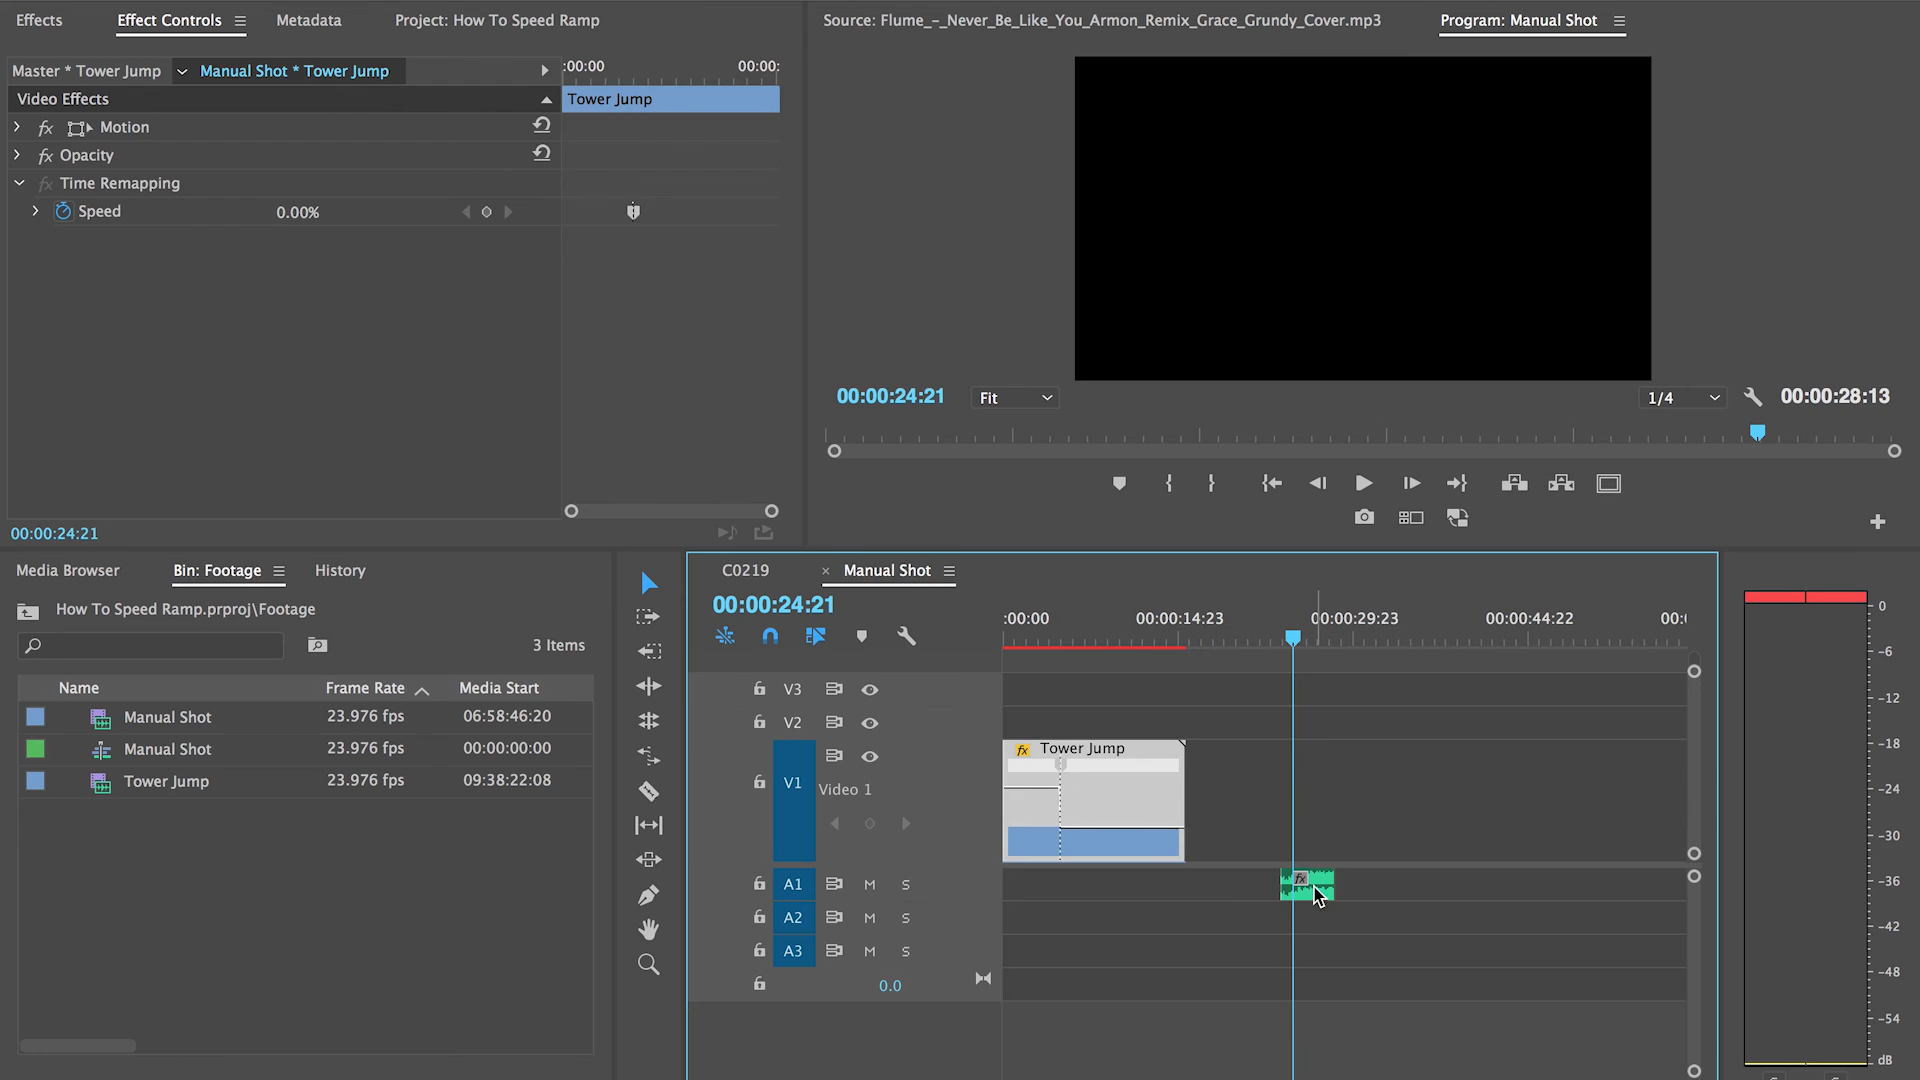 Effects
Effect Controls
Metadata
Project: How To Speed Ramp
Source: Flume_-_Never_Be_Like_You_Armon_Remix_Grace_Grundy_Cover.mp3
Program: Manual Shot
Master * Tower Jump
Manual Shot * Tower Jump
:00:00
00:00:
Video Effects
Tower Jump
fx Motion
fx Opacity
fx Time Remapping
Speed
0.00%
00:00:24:21
00:00:24:21
Fit
1/4
00:00:28:13
Media Browser
Bin: Footage
History
How To Speed Ramp.prproj\Footage
3 Items
Name
Frame Rate
Media Start
Manual Shot
23.976 fps
06:58:46:20
Manual Shot
23.976 fps
00:00:00:00
Tower Jump
23.976 fps
09:38:22:08
C0219
× Manual Shot
00:00:24:21
:00:00
00:00:14:23
00:00:29:23
00:00:44:22
00:0
V3
V2
V1
Video 1
fx Tower Jump
A1
M
S
fx
A2
M
S
A3
M
S
0.0
0
-6
-12
-18
-24
-30
-36
-42
-48
-54
dB